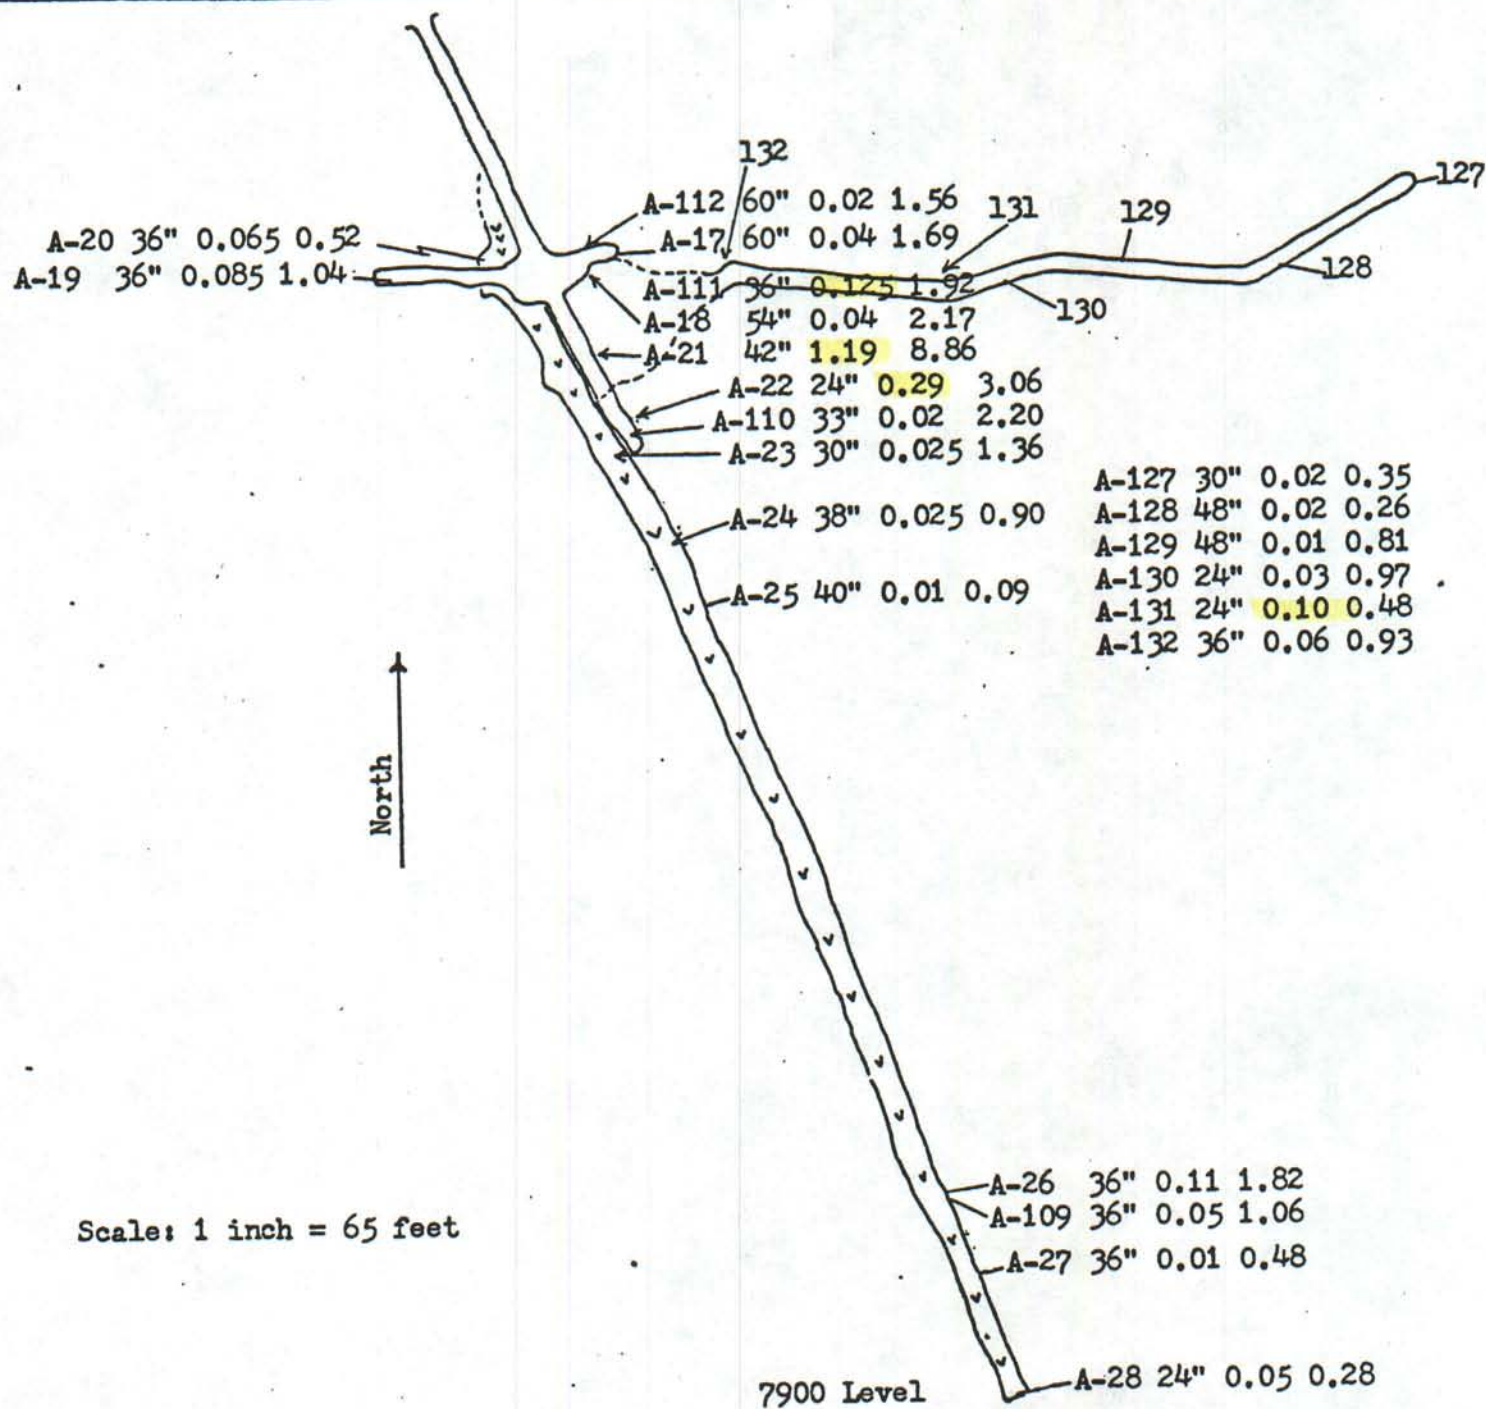 132
A-112 60" 0.02 1.56
131
129
127
A-20 36" 0.065 0.52
A-17 60" 0.04 1.69
A-19 36" 0.085 1.04
128
A-111 36" 0.125 1.92
130
A-18 54" 0.04 2.17
A-21 42" 1.19 8.86
A-22 24" 0.29 3.06
A-110 33" 0.02 2.20
A-23 30" 0.025 1.36
A-127 30" 0.02 0.35
A-24 38" 0.025 0.90
A-128 48" 0.02 0.26
A-129 48" 0.01 0.81
A-130 24" 0.03 0.97
A-25 40" 0.01 0.09
A-131 24" 0.10 0.48
A-132 36" 0.06 0.93
North
A-26 36" 0.11 1.82
A-109 36" 0.05 1.06
Scale: 1 inch = 65 feet
A-27 36" 0.01 0.48
A-28 24" 0.05 0.28
7900 Level